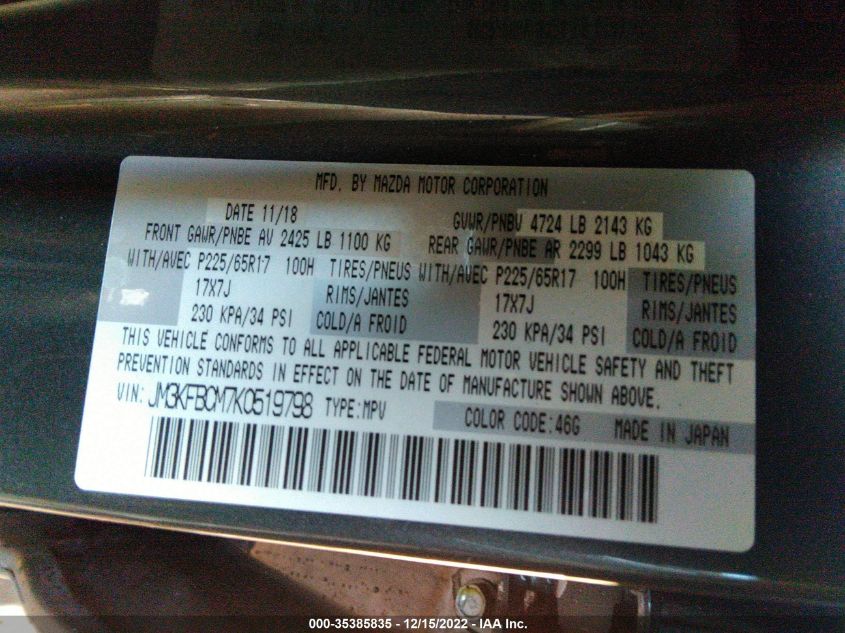 MFD. BY MAZDA MOTOR CORPORATION
DATE 11/18 GVWR/PNBV 4724 LB 2143 KG
FRONT GAWR/PNBE AV 2425 LB 1100 KG REAR GAWR/PNBE AR 2299 LB 1043 KG
WITH/AVEC P225/65R17 100H TIRES/PNEUS WITH/AVEC P225/65R17 100H TIRES/PNEUS
17X7J RIMS/JANTES 17X7J RIMS/JANTES
230 KPA/34 PSI COLD/A FROID 230 KPA/34 PSI COLD/A FROID
THIS VEHICLE CONFORMS TO ALL APPLICABLE FEDERAL MOTOR VEHICLE SAFETY AND THEFT
PREVENTION STANDARDS IN EFFECT ON THE DATE OF MANUFACTURE SHOWN ABOVE.
VIN: JM3KFBCM7K0519798 TYPE:MPV COLOR CODE:46G MADE IN JAPAN
000-35385835 - 12/15/2022 - IAA Inc.